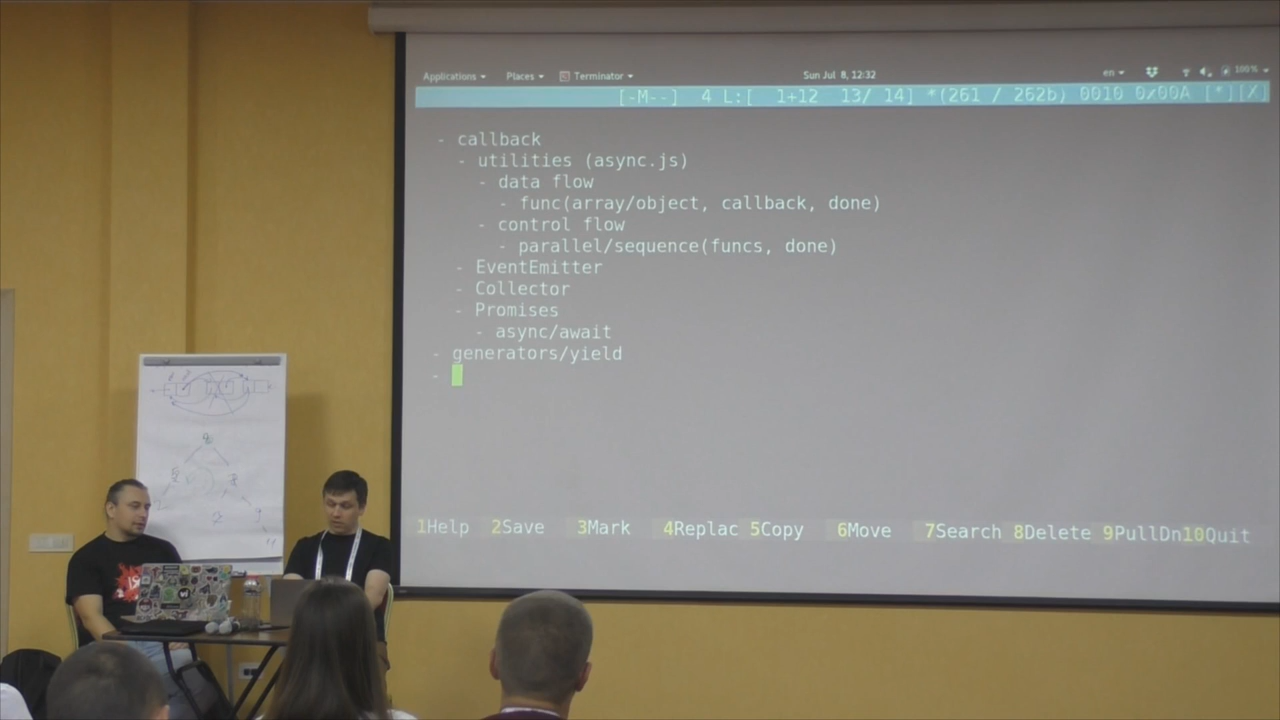 Applications Places Terminator Sun Jul 8, 12:32 en 100%
[-M--] 4 L:[ 1+12 13/ 14] *(261 / 262b) 0010 0x00A [*][X]
- callback
- utilities (async.js)
- data flow
- func(array/object, callback, done)
- control flow
- parallel/sequence(funcs, done)
- EventEmitter
- Collector
- Promises
- async/await
- generators/yield
-
1Help 2Save 3Mark 4Replac 5Copy 6Move 7Search 8Delete 9PullDn10Quit